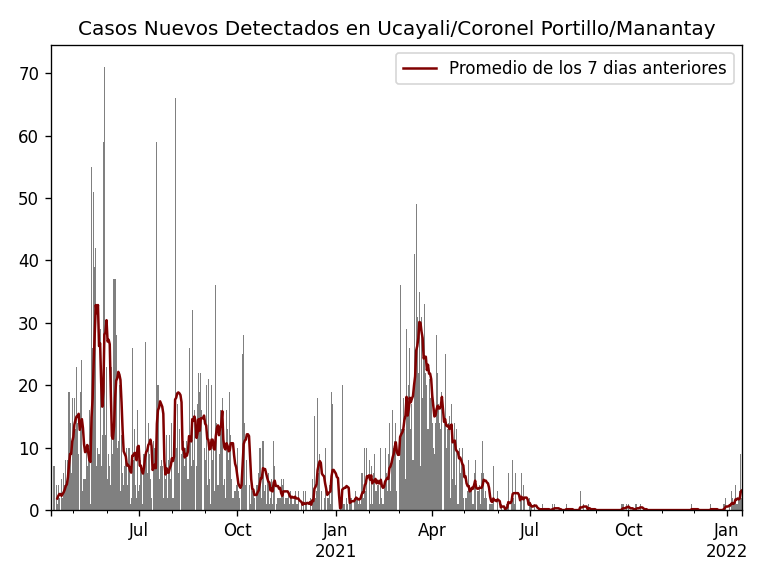 Casos Nuevos Detectados en Ucayali/Coronel Portillo/Manantay
Promedio de los 7 dias anteriores
70
60
50
40
30
20
10
0
Jul
Oct
Jan
2021
Apr
Jul
Oct
Jan
2022